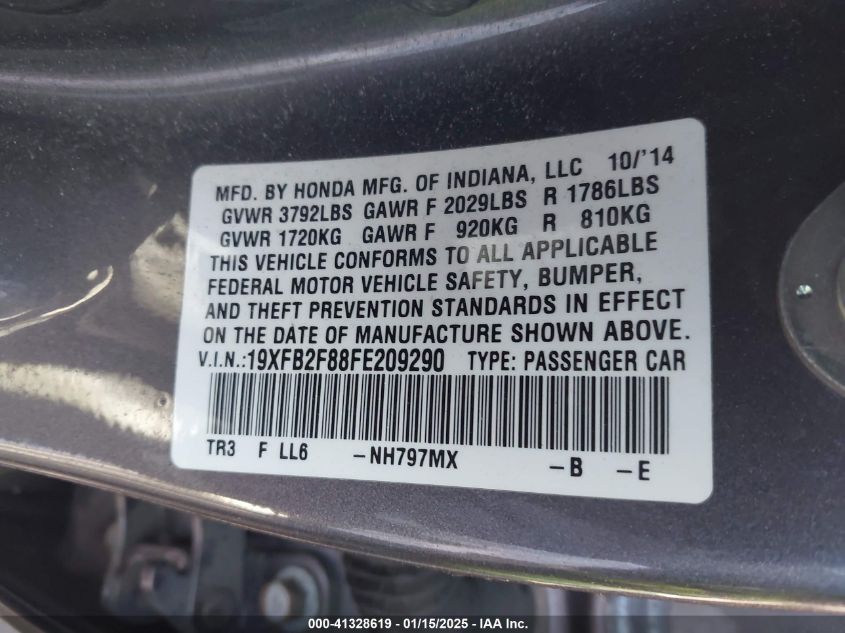 MFD. BY HONDA MFG. OF INDIANA, LLC 10/'14
GVWR 3792LBS GAWR F 2029LBS R 1786LBS
GVWR 1720KG GAWR F 920KG R 810KG
THIS VEHICLE CONFORMS TO ALL APPLICABLE
FEDERAL MOTOR VEHICLE SAFETY, BUMPER,
AND THEFT PREVENTION STANDARDS IN EFFECT
ON THE DATE OF MANUFACTURE SHOWN ABOVE.
V.I.N.:19XFB2F88FE209290 TYPE: PASSENGER CAR
TR3 F LL6 -NH797MX -B -E
000-41328619 - 01/15/2025 - IAA Inc.